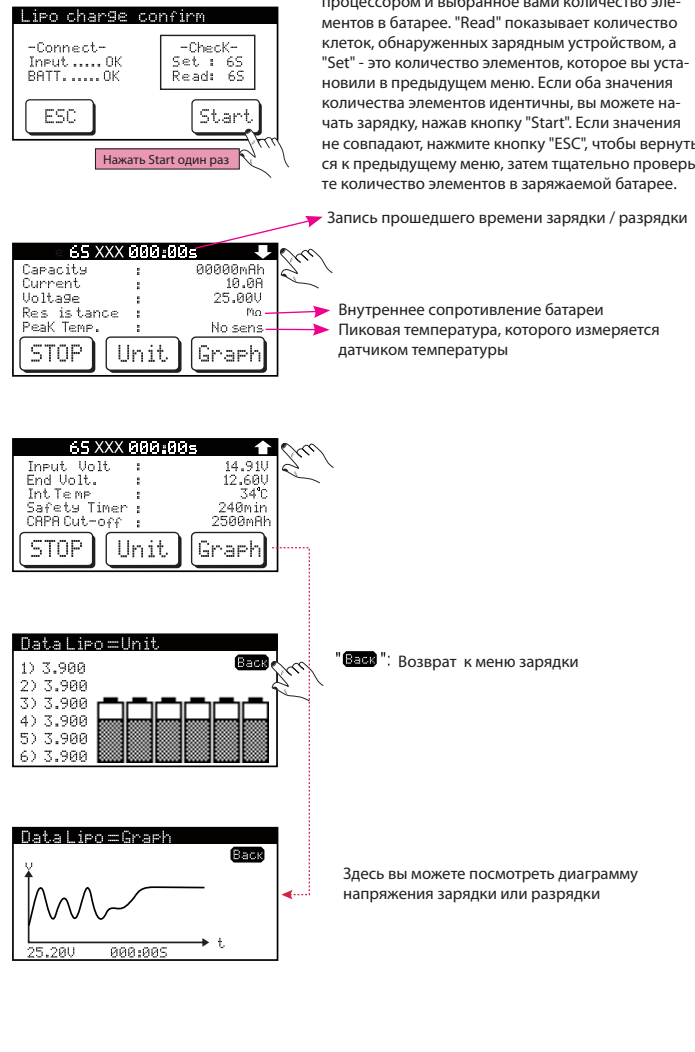 Lipo charge confirm
-Connect-
Input ..... OK
BATT. ..... OK
-Check-
Set : 6S
Read: 6S
ESC
Start
Нажать Start один раз
процессором и выбранное вами количество эле-
ментов в батарее. "Read" показывает количество
клеток, обнаруженных зарядным устройством, а
"Set" - это количество элементов, которое вы уста-
новили в предыдущем меню. Если оба значения
количества элементов идентичны, вы можете на-
чать зарядку, нажав кнопку "Start". Если значения
не совпадают, нажмите кнопку "ESC", чтобы вернуть
ся к предыдущему меню, затем тщательно проверь
те количество элементов в заряжаемой батарее.
Запись прошедшего времени зарядки / разрядки
6S XXX 000:00s
Capacity : 00000mAh
Current : 10.0A
Voltage : 25.00V
Res istance : MΩ
Peak Temp. : No sens
STOP
Unit
Graph
Внутреннее сопротивление батареи
Пиковая температура, которого измеряется
датчиком температуры
6S XXX 000:00s
Input Volt : 14.91V
End Volt. : 12.60V
Int Te mp : 34°C
Safety Timer : 240min
CAPA Cut-off : 2500mAh
STOP
Unit
Graph
Data Lipo=Unit
Back
1) 3.900
2) 3.900
3) 3.900
4) 3.900
5) 3.900
6) 3.900
"Back": Возврат к меню зарядки
Data Lipo=Graph
Back
V
t
25.20V 000:00S
Здесь вы можете посмотреть диаграмму
напряжения зарядки или разрядки